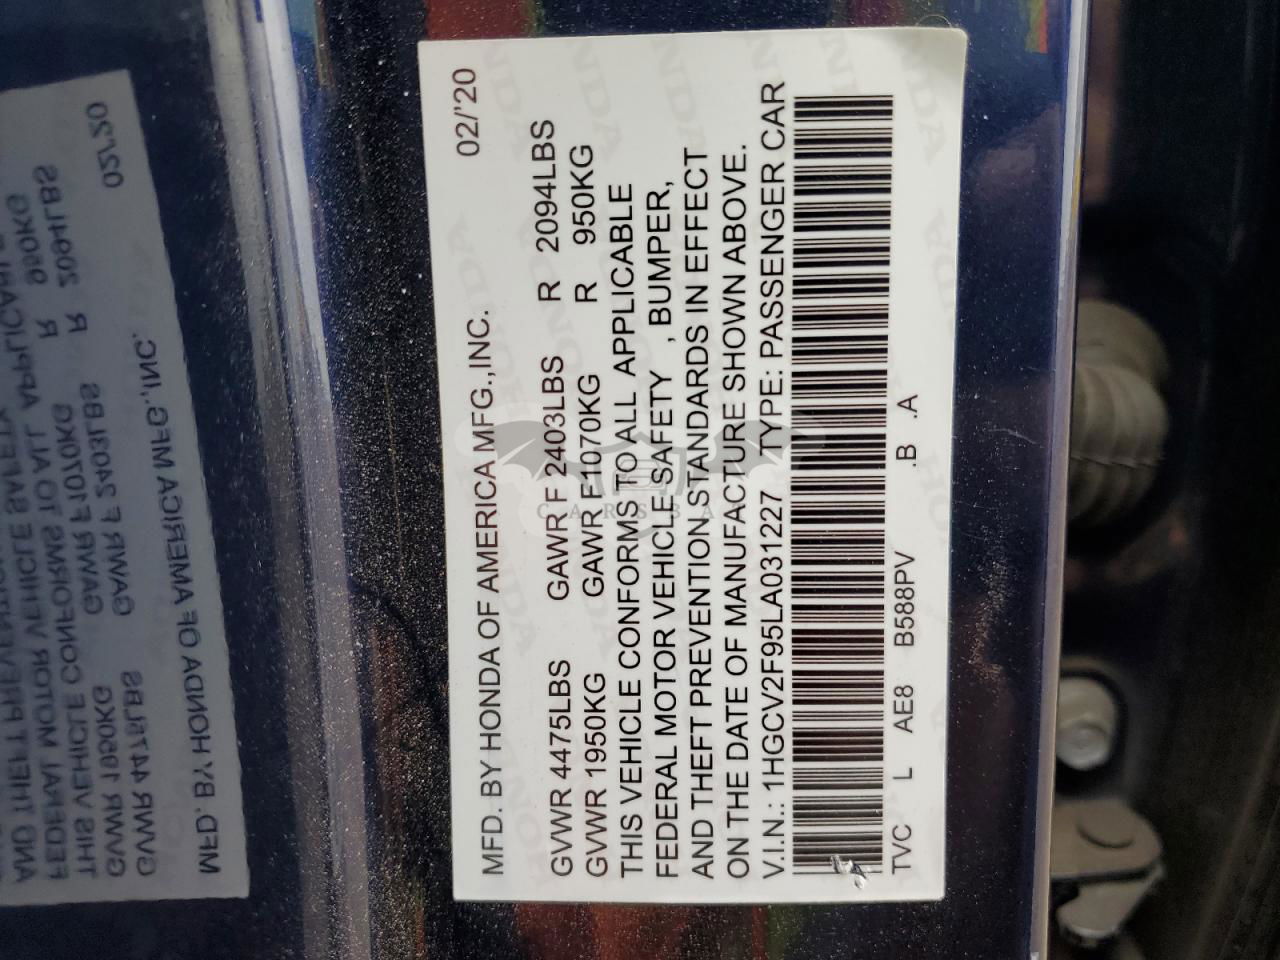 MFD. BY HONDA OF AMERICA MFG.,INC. 02/'20
GVWR 4475LBS GAWR F 2403LBS R 2094LBS
GVWR 1950KG GAWR F1070KG R 950KG
THIS VEHICLE CONFORMS TO ALL APPLICABLE
FEDERAL MOTOR VEHICLE SAFETY , BUMPER,
AND THEFT PREVENTION STANDARDS IN EFFECT
ON THE DATE OF MANUFACTURE SHOWN ABOVE.
V.I.N.: 1HGCV2F95LA031227 TYPE: PASSENGER CAR
TVC L AE8 B588PV .B .A